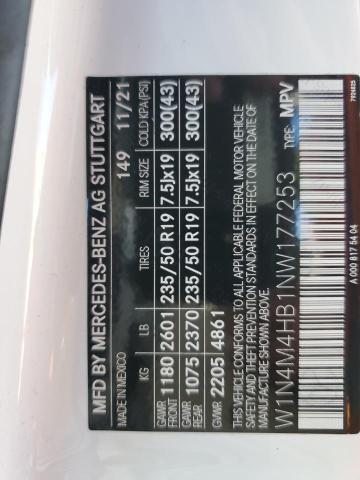 MFD BY MERCEDES-BENZ AG STUTTGART
MADE IN MEXICO 149 11/21
KG LB TIRES RIM SIZE COLD KPA(PSI)
GAWR FRONT 1180 2601 235/50 R19 7.5Jx19 300(43)
GAWR REAR 1075 2370 235/50 R19 7.5Jx19 300(43)
GVWR 2205 4861
THIS VEHICLE CONFORMS TO ALL APPLICABLE FEDERAL MOTOR VEHICLE
SAFETY AND THEFT PREVENTION STANDARDS IN EFFECT ON THE DATE OF
MANUFACTURE SHOWN ABOVE.
W1N4M4HB1NW177253 TYPE: MPV
A 000 817 54 04
7924825